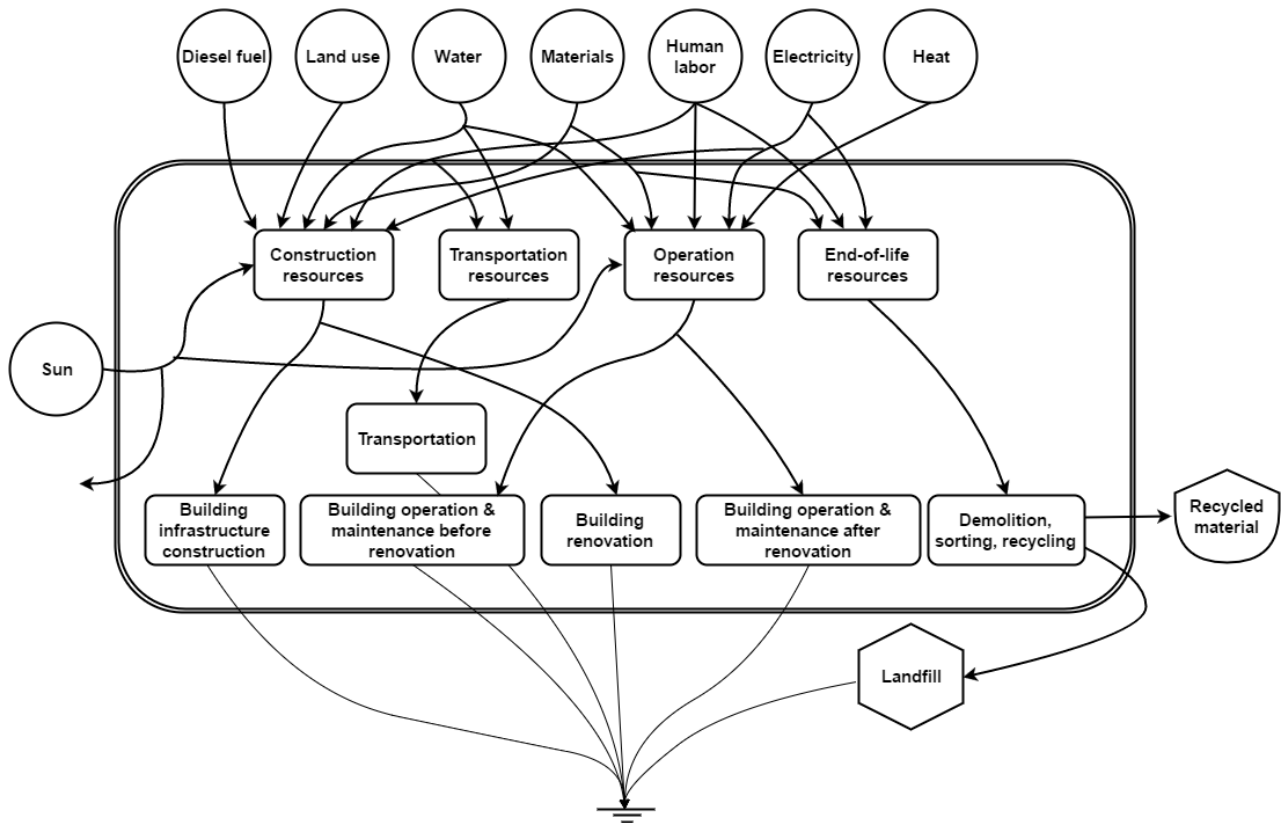 Diesel fuel
Land use
Water
Materials
Human
labor
Electricity
Heat
Construction
resources
Transportation
resources
Operation
resources
End-of-life
resources
Sun
Transportation
Building
infrastructure
construction
Building operation &
maintenance before
renovation
Building
renovation
Building operation &
maintenance after
renovation
Demolition,
sorting, recycling
Recycled
material
Landfill